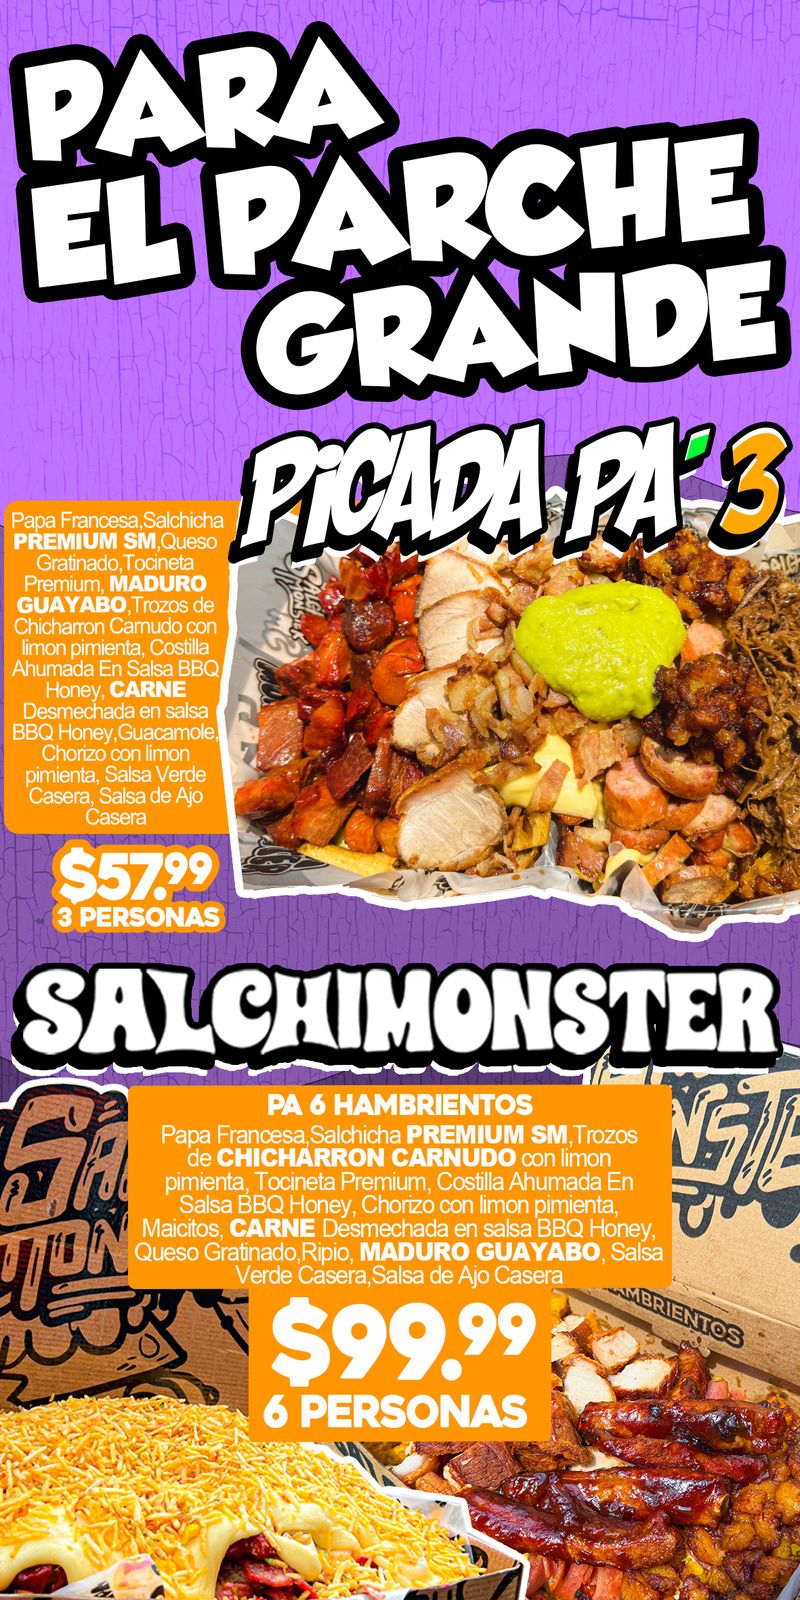 PARA
EL PARCHE
GRANDE
PiCADA PA' 3
Papa Francesa,Salchicha
PREMIUM SM,Queso
Gratinado,Tocineta
Premium, MADURO
GUAYABO,Trozos de
Chicharron Carnudo con
limon pimienta, Costilla
Ahumada En Salsa BBQ
Honey, CARNE
Desmechada en salsa
BBQ Honey,Guacamole,
Chorizo con limon
pimienta, Salsa Verde
Casera, Salsa de Ajo
Casera
$57.99
3 PERSONAS
SALCHIMONSTER
PA 6 HAMBRIENTOS
Papa Francesa,Salchicha PREMIUM SM,Trozos
de CHICHARRON CARNUDO con limon
pimienta, Tocineta Premium, Costilla Ahumada En
Salsa BBQ Honey, Chorizo con limon pimienta,
Maicitos, CARNE Desmechada en salsa BBQ Honey,
Queso Gratinado,Ripio, MADURO GUAYABO, Salsa
Verde Casera,Salsa de Ajo Casera
$99.99
6 PERSONAS
HAMBRIENTOS